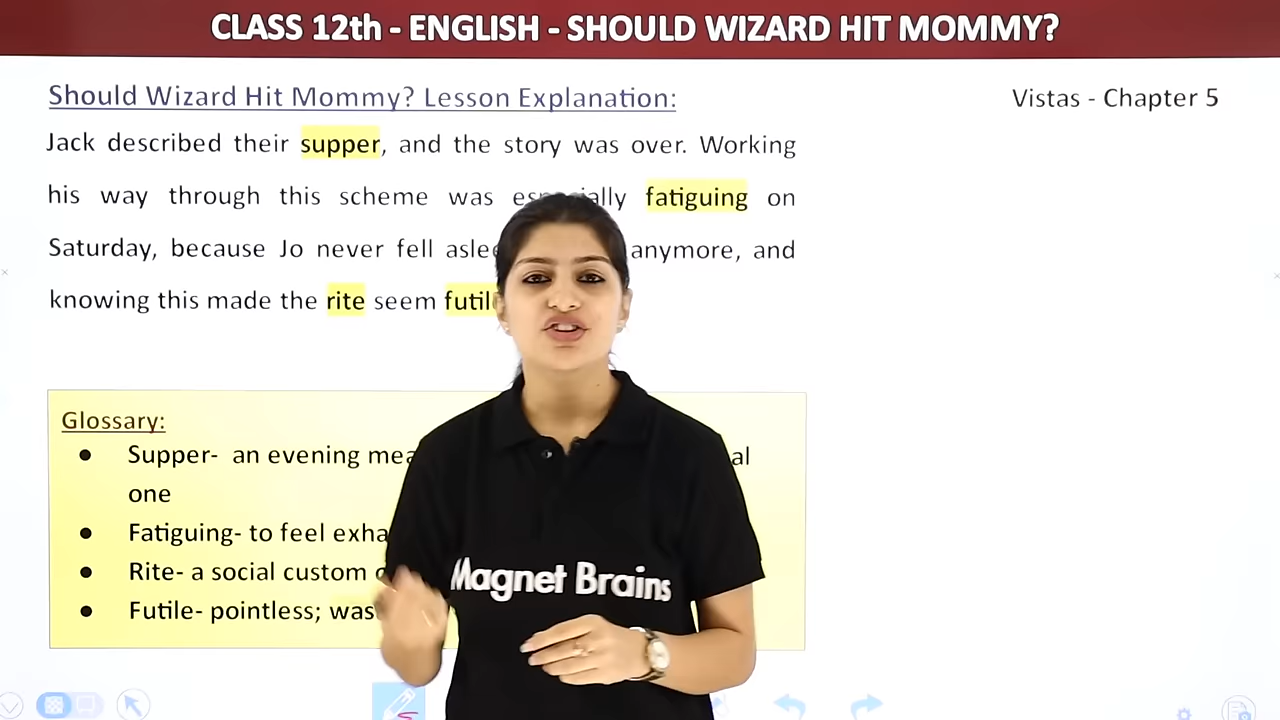 CLASS 12th - ENGLISH - SHOULD WIZARD HIT MOMMY?
Should Wizard Hit Mommy? Lesson Explanation:
Vistas - Chapter 5
Jack described their supper, and the story was over. Working
his way through this scheme was fatiguing on
Saturday, because Jo never fell anymore, and
knowing this made the rite seem
Glossary:
● Supper- an evening
one
● Fatiguing- to feel
● Rite- a social custom
● Futile- pointless;
Magnet Brains